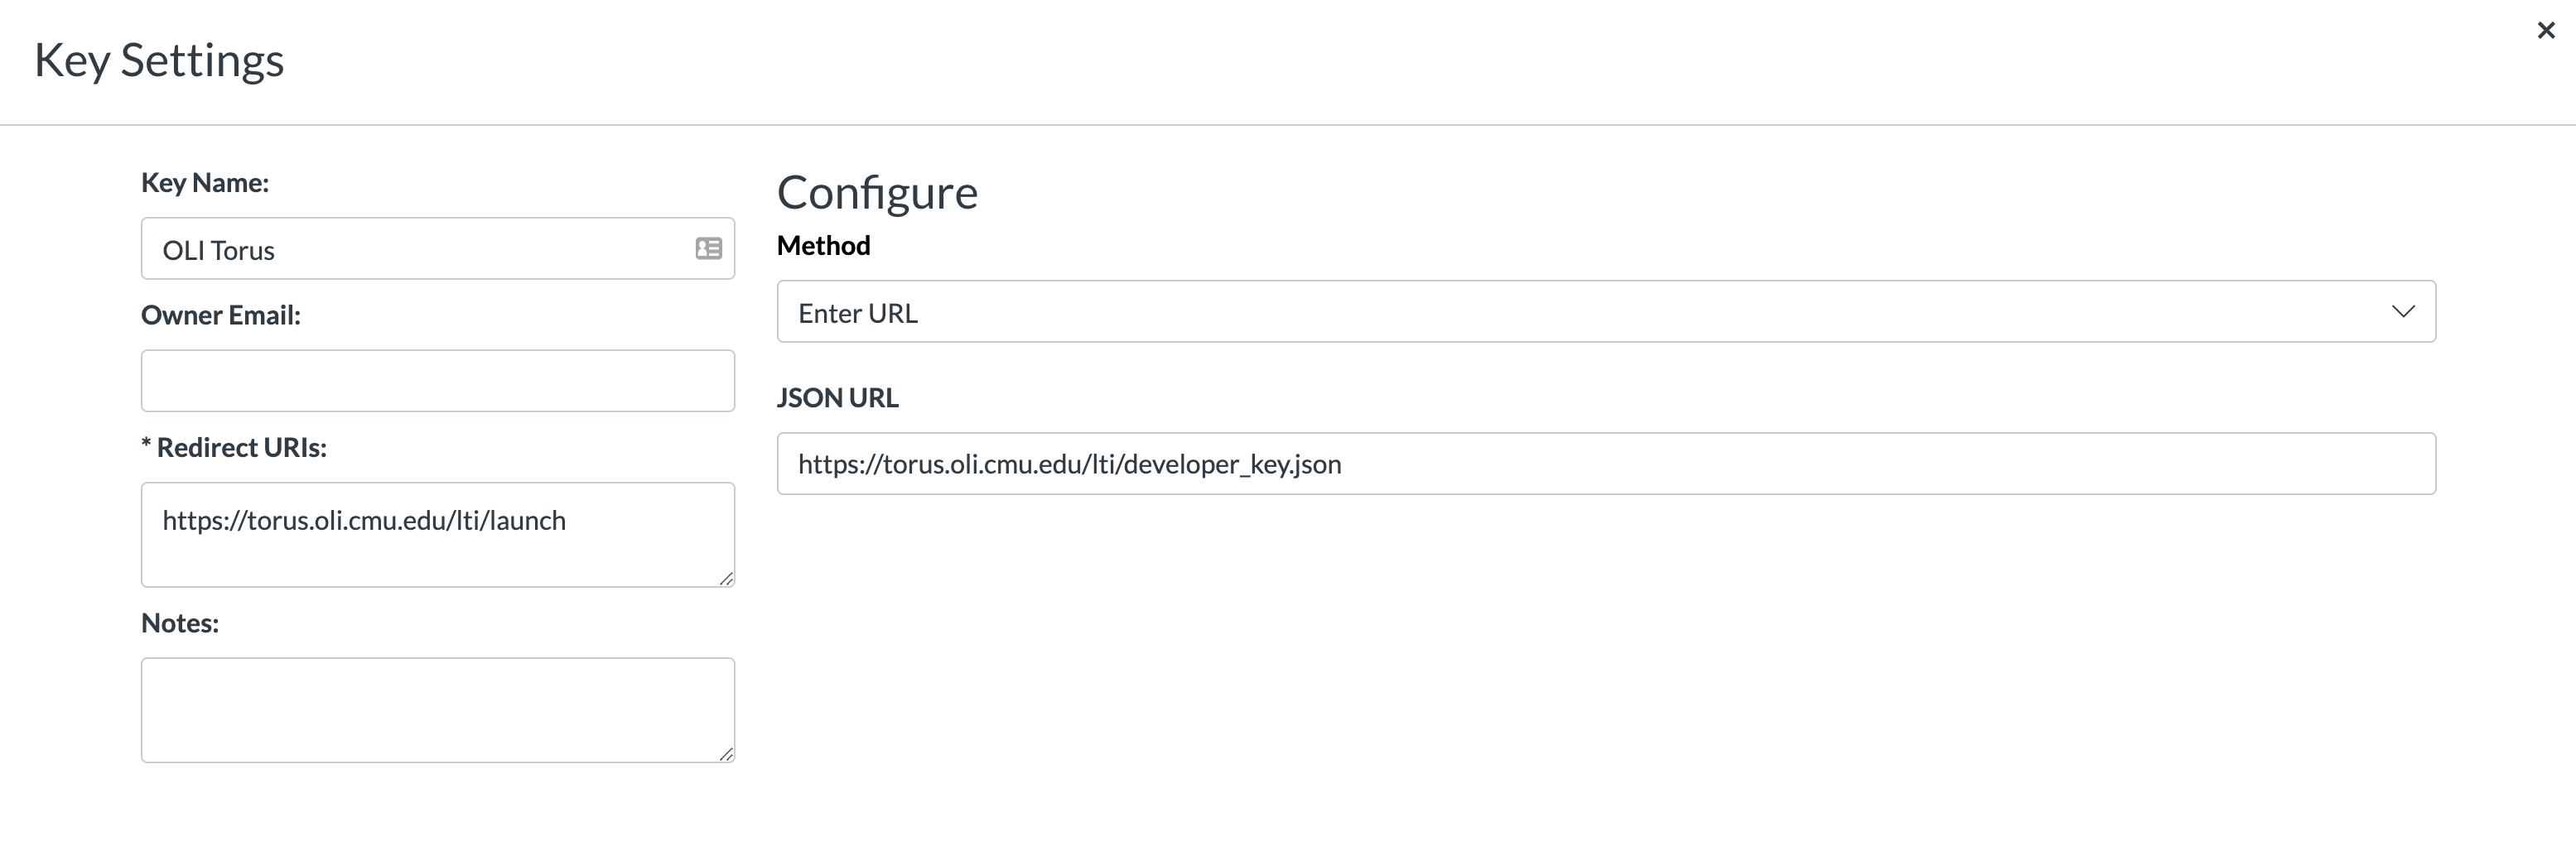 Key Settings
Key Name:
OLI Torus
Owner Email:
* Redirect URIs:
https://torus.oli.cmu.edu/lti/launch
Notes:
Configure
Method
Enter URL
JSON URL
https://torus.oli.cmu.edu/lti/developer_key.json